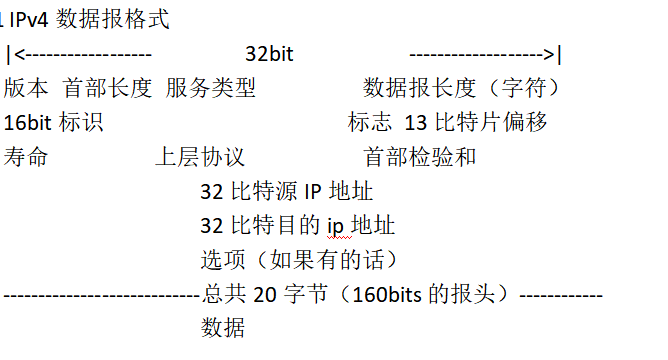 1 IPv4 数据报格式
|<------------------ 32bit ------------------->|
版本 首部长度 服务类型 数据报长度（字符）
16bit 标识 标志 13 比特片偏移
寿命 上层协议 首部检验和
32 比特源 IP 地址
32 比特目的 ip 地址
选项（如果有的话）
----------------------------总共 20 字节（160bits 的报头）------------
数据